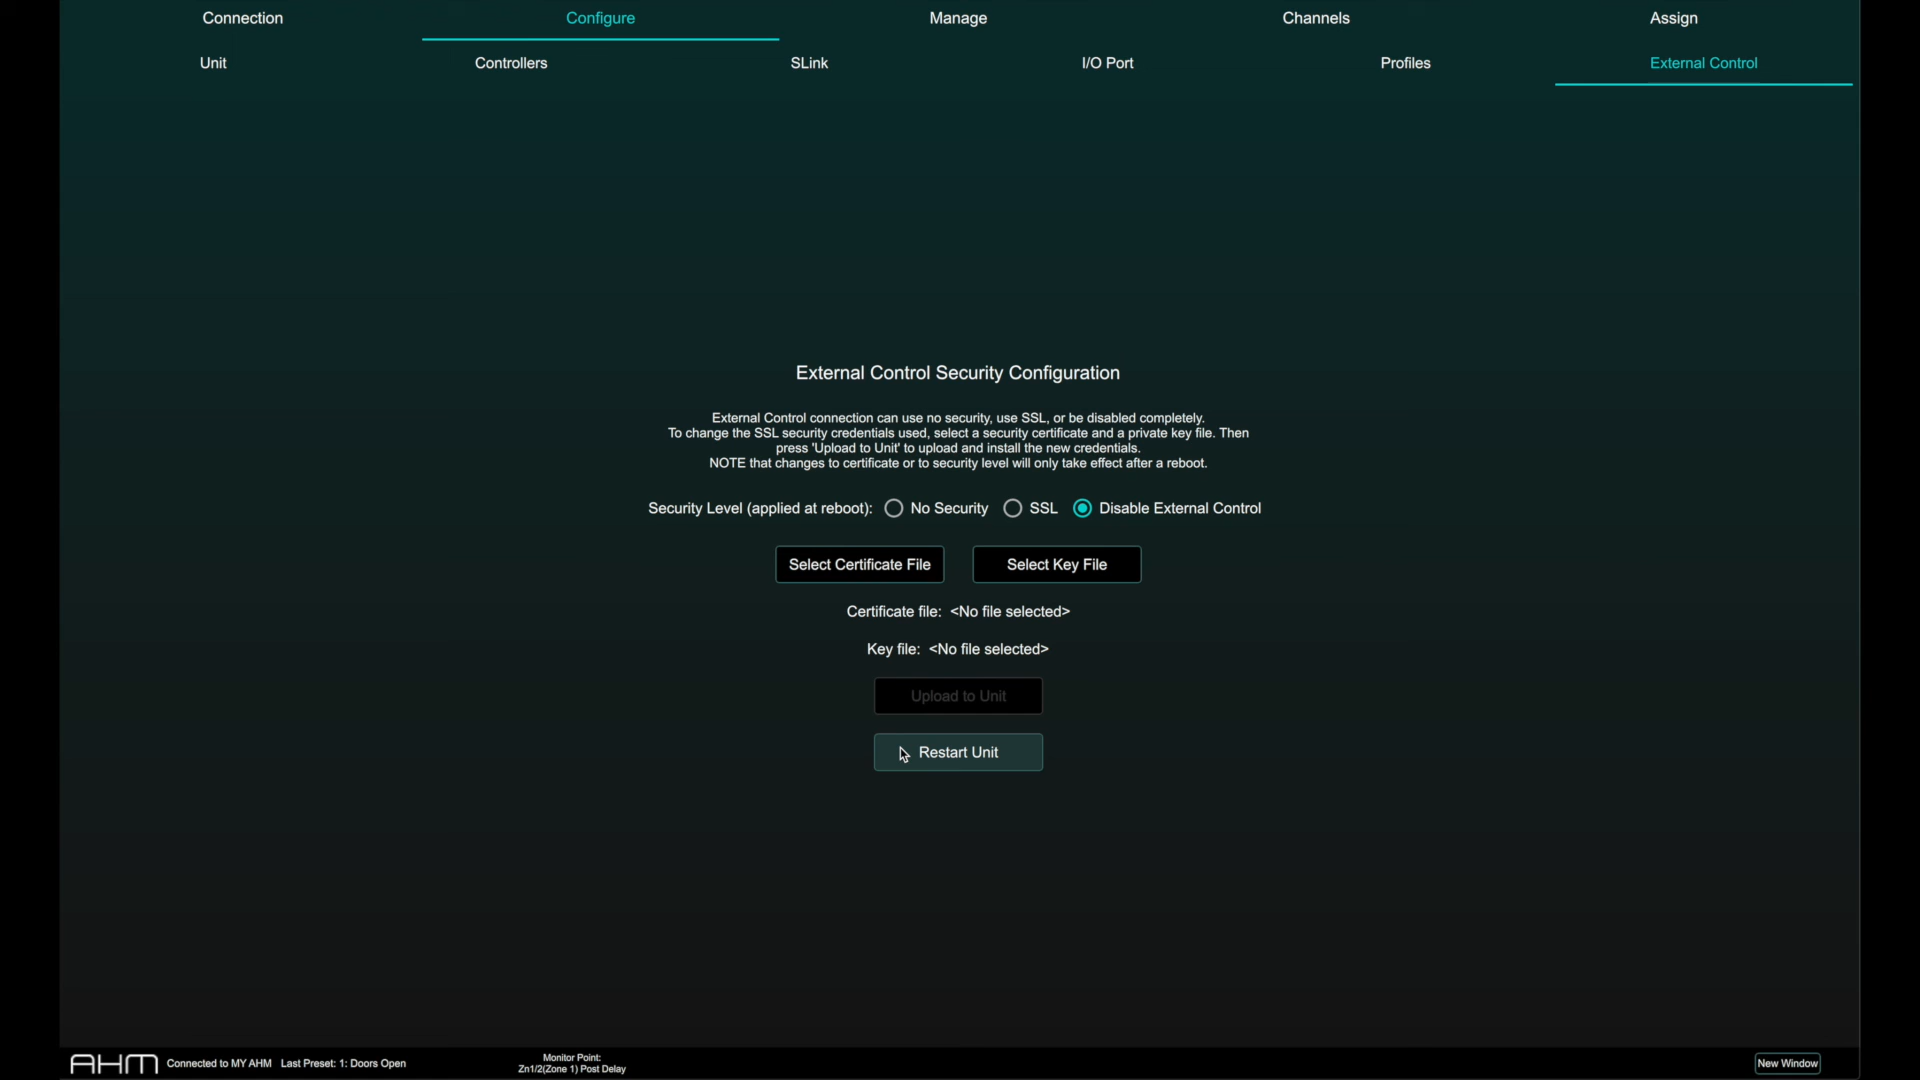 Connection Configure Manage Channels Assign
Unit Controllers SLink I/O Port Profiles External Control
External Control Security Configuration
External Control connection can use no security, use SSL, or be disabled completely.
To change the SSL security credentials used, select a security certificate and a private key file. Then
press 'Upload to Unit' to upload and install the new credentials.
NOTE that changes to certificate or to security level will only take effect after a reboot.
Security Level (applied at reboot): No Security SSL Disable External Control
Select Certificate File Select Key File
Certificate file: <No file selected>
Key file: <No file selected>
Upload to Unit
Restart Unit
AHM Connected to MY AHM Last Preset: 1: Doors Open
Monitor Point:
Zn1/2(Zone 1) Post Delay
New Window